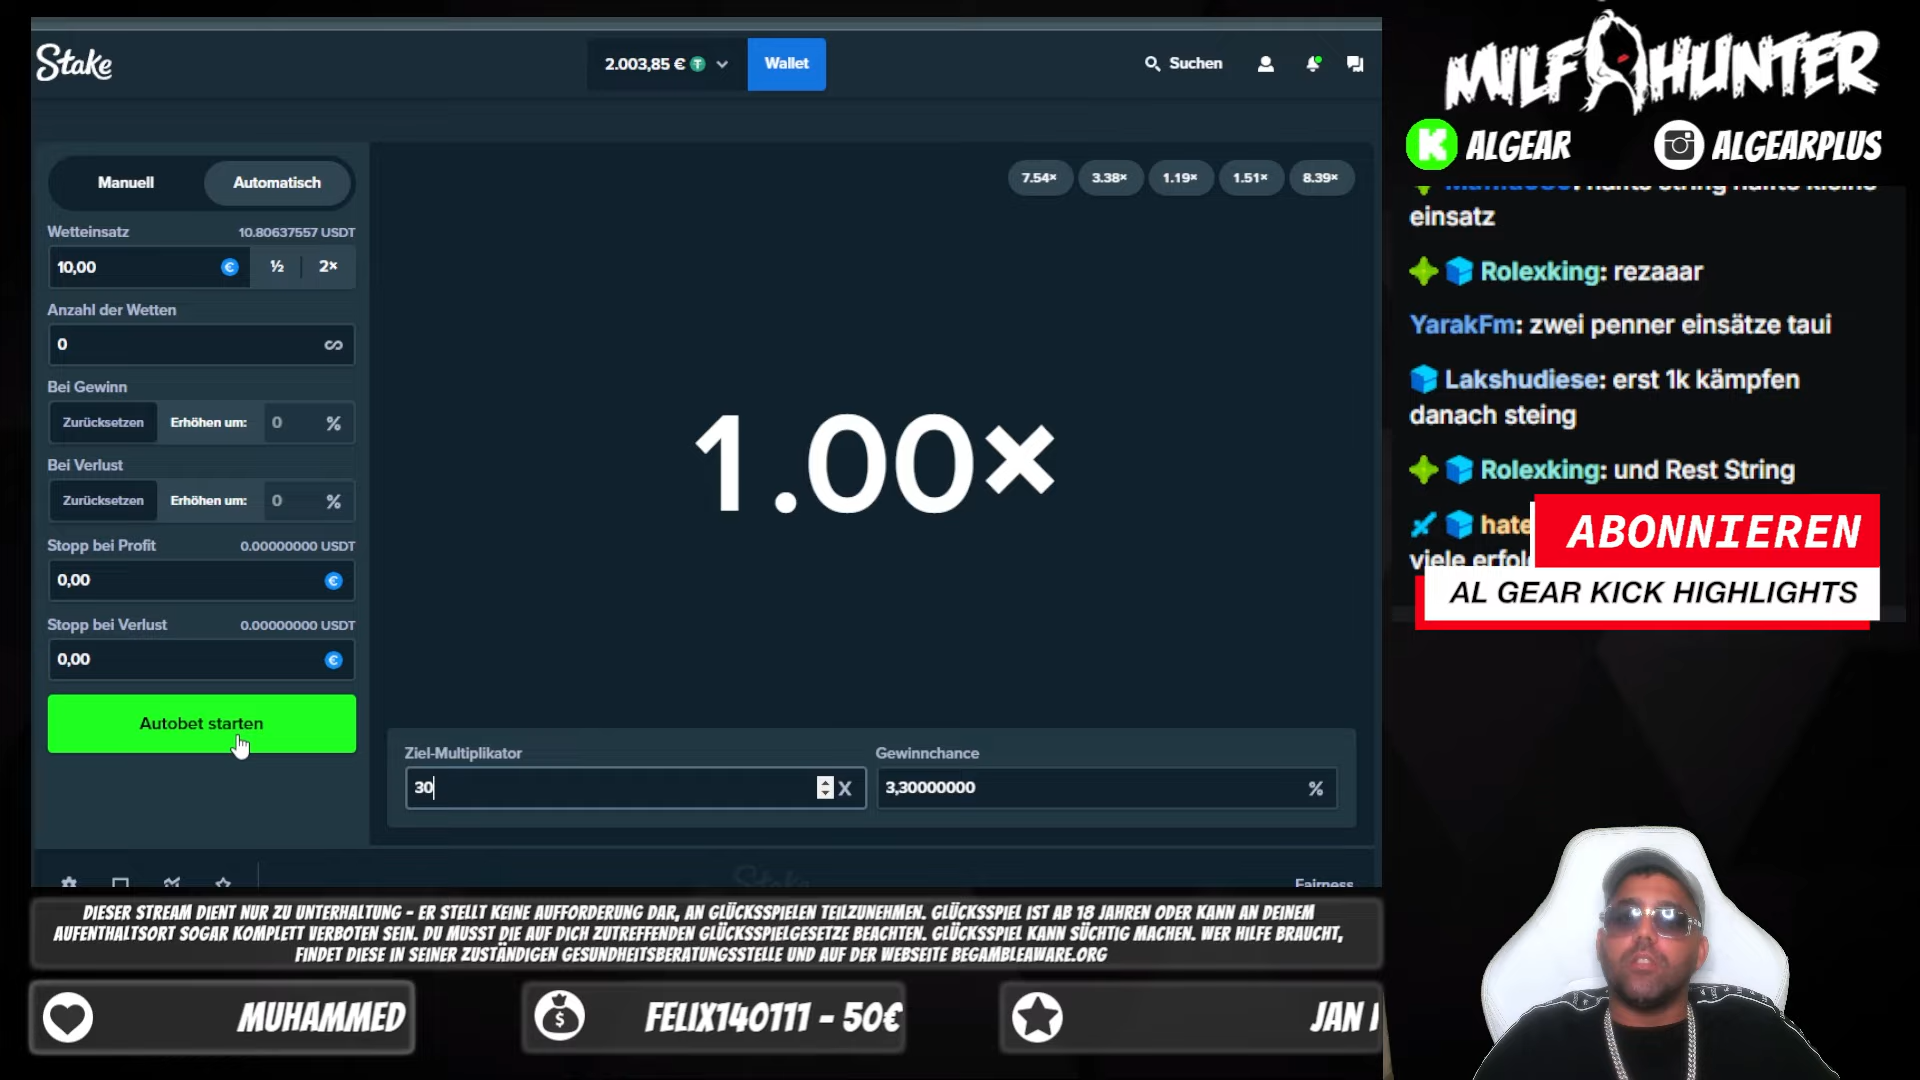 Stake
2.003,85 €
Wallet
Suchen
Manuell
Automatisch
7.54×
3.38×
1.19×
1.51×
8.39×
Wetteinsatz
10.80637557 USDT
10,00
½
2×
Anzahl der Wetten
0
∞
Bei Gewinn
Zurücksetzen
Erhöhen um:
0
%
Bei Verlust
Zurücksetzen
Erhöhen um:
0
%
Stopp bei Profit
0.00000000 USDT
0,00
Stopp bei Verlust
0.00000000 USDT
0,00
Autobet starten
1.00×
Ziel-Multiplikator
30
X
Gewinnchance
3,30000000
%
Stake
Fairness
MILF HUNTER
K ALGEAR
ALGEARPLUS
einsatz
Rolexking: rezaaar
YarakFm: zwei penner einsätze taui
Lakshudiese: erst 1k kämpfen
danach steing
Rolexking: und Rest String
hate
viele erfol
ABONNIEREN
AL GEAR KICK HIGHLIGHTS
DIESER STREAM DIENT NUR ZU UNTERHALTUNG - ER STELLT KEINE AUFFORDERUNG DAR, AN GLÜCKSSPIELEN TEILZUNEHMEN. GLÜCKSSPIEL IST AB 18 JAHREN ODER KANN AN DEINEM
AUFENTHALTSORT SOGAR KOMPLETT VERBOTEN SEIN. DU MUSST DIE AUF DICH ZUTREFFENDEN GLÜCKSSPIELGESETZE BEACHTEN. GLÜCKSSPIEL KANN SÜCHTIG MACHEN. WER HILFE BRAUCHT,
FINDET DIESE IN SEINER ZUSTÄNDIGEN GESUNDHEITSBERATUNGSSTELLE UND AUF DER WEBSEITE BEGAMBLEAWARE.ORG
MUHAMMED
FELIX140111 - 50€
JAN